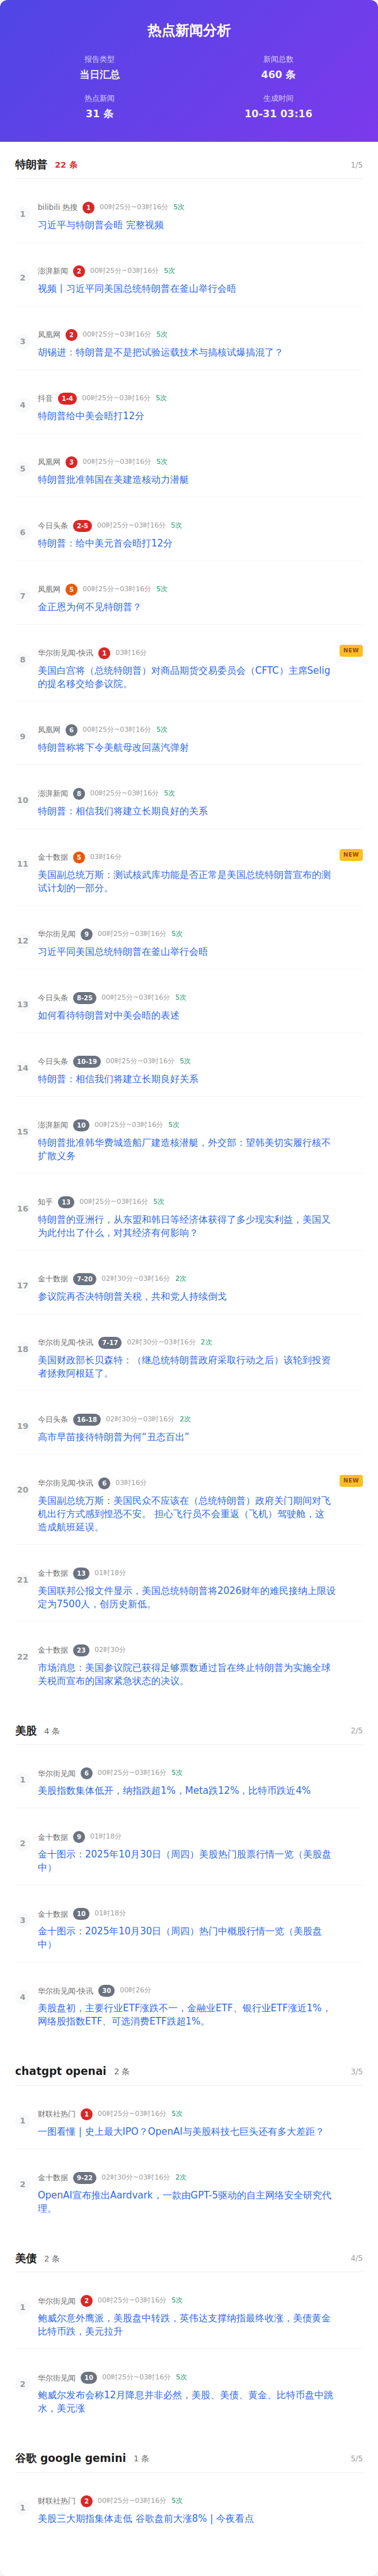 热点新闻分析
报告类型
当日汇总
新闻总数
460 条
热点新闻
31 条
生成时间
10-31 03:16
特朗普 22 条 1/5
1
bilibili 热搜 1 00时25分~03时16分 5次
习近平与特朗普会晤 完整视频
2
澎湃新闻 2 00时25分~03时16分 5次
视频丨习近平同美国总统特朗普在釜山举行会晤
3
凤凰网 2 00时25分~03时16分 5次
胡锡进：特朗普是不是把试验运载技术与搞核试爆搞混了？
4
抖音 1-4 00时25分~03时16分 5次
特朗普给中美会晤打12分
5
凤凰网 3 00时25分~03时16分 5次
特朗普批准韩国在美建造核动力潜艇
6
今日头条 2-5 00时25分~03时16分 5次
特朗普：给中美元首会晤打12分
7
凤凰网 5 00时25分~03时16分 5次
金正恩为何不见特朗普？
8
华尔街见闻-快讯 1 03时16分 NEW
美国白宫将（总统特朗普）对商品期货交易委员会（CFTC）主席Selig
的提名移交给参议院。
9
凤凰网 6 00时25分~03时16分 5次
特朗普称将下令美航母改回蒸汽弹射
10
澎湃新闻 8 00时25分~03时16分 5次
特朗普：相信我们将建立长期良好的关系
11
金十数据 5 03时16分 NEW
美国副总统万斯：测试核武库功能是否正常是美国总统特朗普宣布的测
试计划的一部分。
12
华尔街见闻 9 00时25分~03时16分 5次
习近平同美国总统特朗普在釜山举行会晤
13
今日头条 8-25 00时25分~03时16分 5次
如何看待特朗普对中美会晤的表述
14
今日头条 10-19 00时25分~03时16分 5次
特朗普：相信我们将建立长期良好关系
15
澎湃新闻 10 00时25分~03时16分 5次
特朗普批准韩华费城造船厂建造核潜艇，外交部：望韩美切实履行核不
扩散义务
16
知乎 13 00时25分~03时16分 5次
特朗普的亚洲行，从东盟和韩日等经济体获得了多少现实利益，美国又
为此付出了什么，对其经济有何影响？
17
金十数据 7-20 02时30分~03时16分 2次
参议院再否决特朗普关税，共和党人持续倒戈
18
华尔街见闻-快讯 7-17 02时30分~03时16分 2次
美国财政部长贝森特：（继总统特朗普政府采取行动之后）该轮到投资
者拯救阿根廷了。
19
今日头条 16-18 02时30分~03时16分 2次
高市早苗接待特朗普为何“丑态百出”
20
华尔街见闻-快讯 6 03时16分 NEW
美国副总统万斯：美国民众不应该在（总统特朗普）政府关门期间对飞
机出行方式感到惶恐不安。 担心飞行员不会重返（飞机）驾驶舱，这
造成航班延误。
21
金十数据 13 01时18分
美国联邦公报文件显示，美国总统特朗普将2026财年的难民接纳上限设
定为7500人，创历史新低。
22
金十数据 23 02时30分
市场消息：美国参议院已获得足够票数通过旨在终止特朗普为实施全球
关税而宣布的国家紧急状态的决议。
美股 4 条 2/5
1
华尔街见闻 6 00时25分~03时16分 5次
美股指数集体低开，纳指跌超1%，Meta跌12%，比特币跌近4%
2
金十数据 9 01时18分
金十图示：2025年10月30日（周四）美股热门股票行情一览（美股盘
中）
3
金十数据 10 01时18分
金十图示：2025年10月30日（周四）热门中概股行情一览（美股盘
中）
4
华尔街见闻-快讯 30 00时26分
美股盘初，主要行业ETF涨跌不一，金融业ETF、银行业ETF涨近1%，
网络股指数ETF、可选消费ETF跌超1%。
chatgpt openai 2 条 3/5
1
财联社热门 1 00时25分~03时16分 5次
一图看懂 | 史上最大IPO？OpenAI与美股科技七巨头还有多大差距？
2
金十数据 9-22 02时30分~03时16分 2次
OpenAI宣布推出Aardvark，一款由GPT-5驱动的自主网络安全研究代
理。
美债 2 条 4/5
1
华尔街见闻 2 00时25分~03时16分 5次
鲍威尔意外鹰派，美股盘中转跌，英伟达支撑纳指最终收涨，美债黄金
比特币跌，美元拉升
2
华尔街见闻 10 00时25分~03时16分 5次
鲍威尔发布会称12月降息并非必然，美股、美债、黄金、比特币盘中跳
水，美元涨
谷歌 google gemini 1 条 5/5
1
财联社热门 2 00时25分~03时16分 5次
美股三大期指集体走低 谷歌盘前大涨8% | 今夜看点